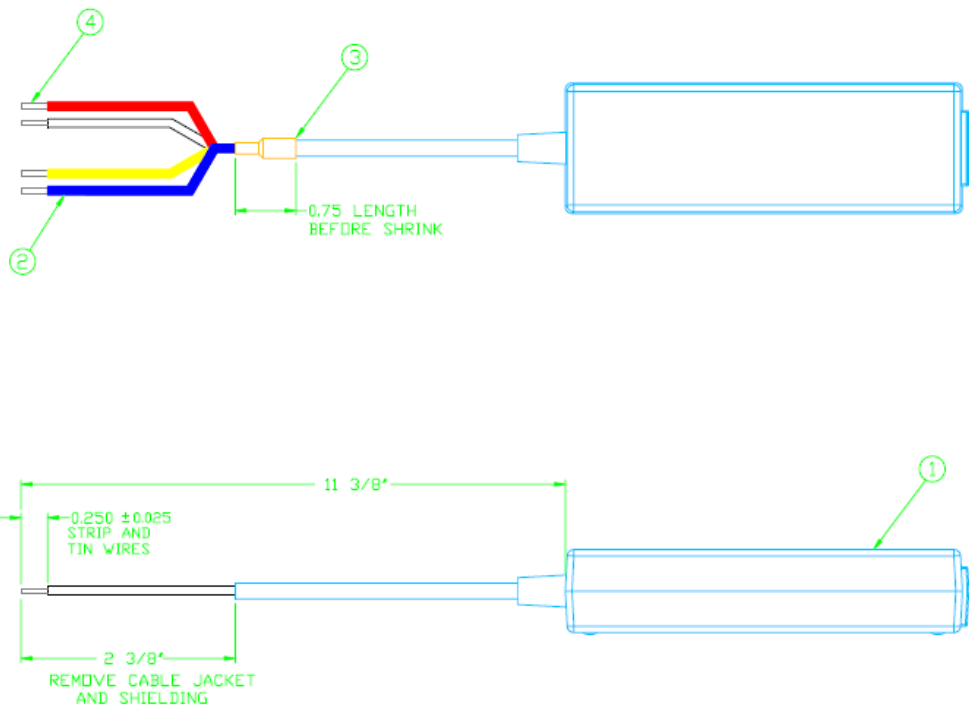 4
3
0.75 LENGTH
BEFORE SHRINK
2
11 3/8"
1
0.250 ±0.025
STRIP AND
TIN WIRES
2 3/8"
REMOVE CABLE JACKET
AND SHIELDING